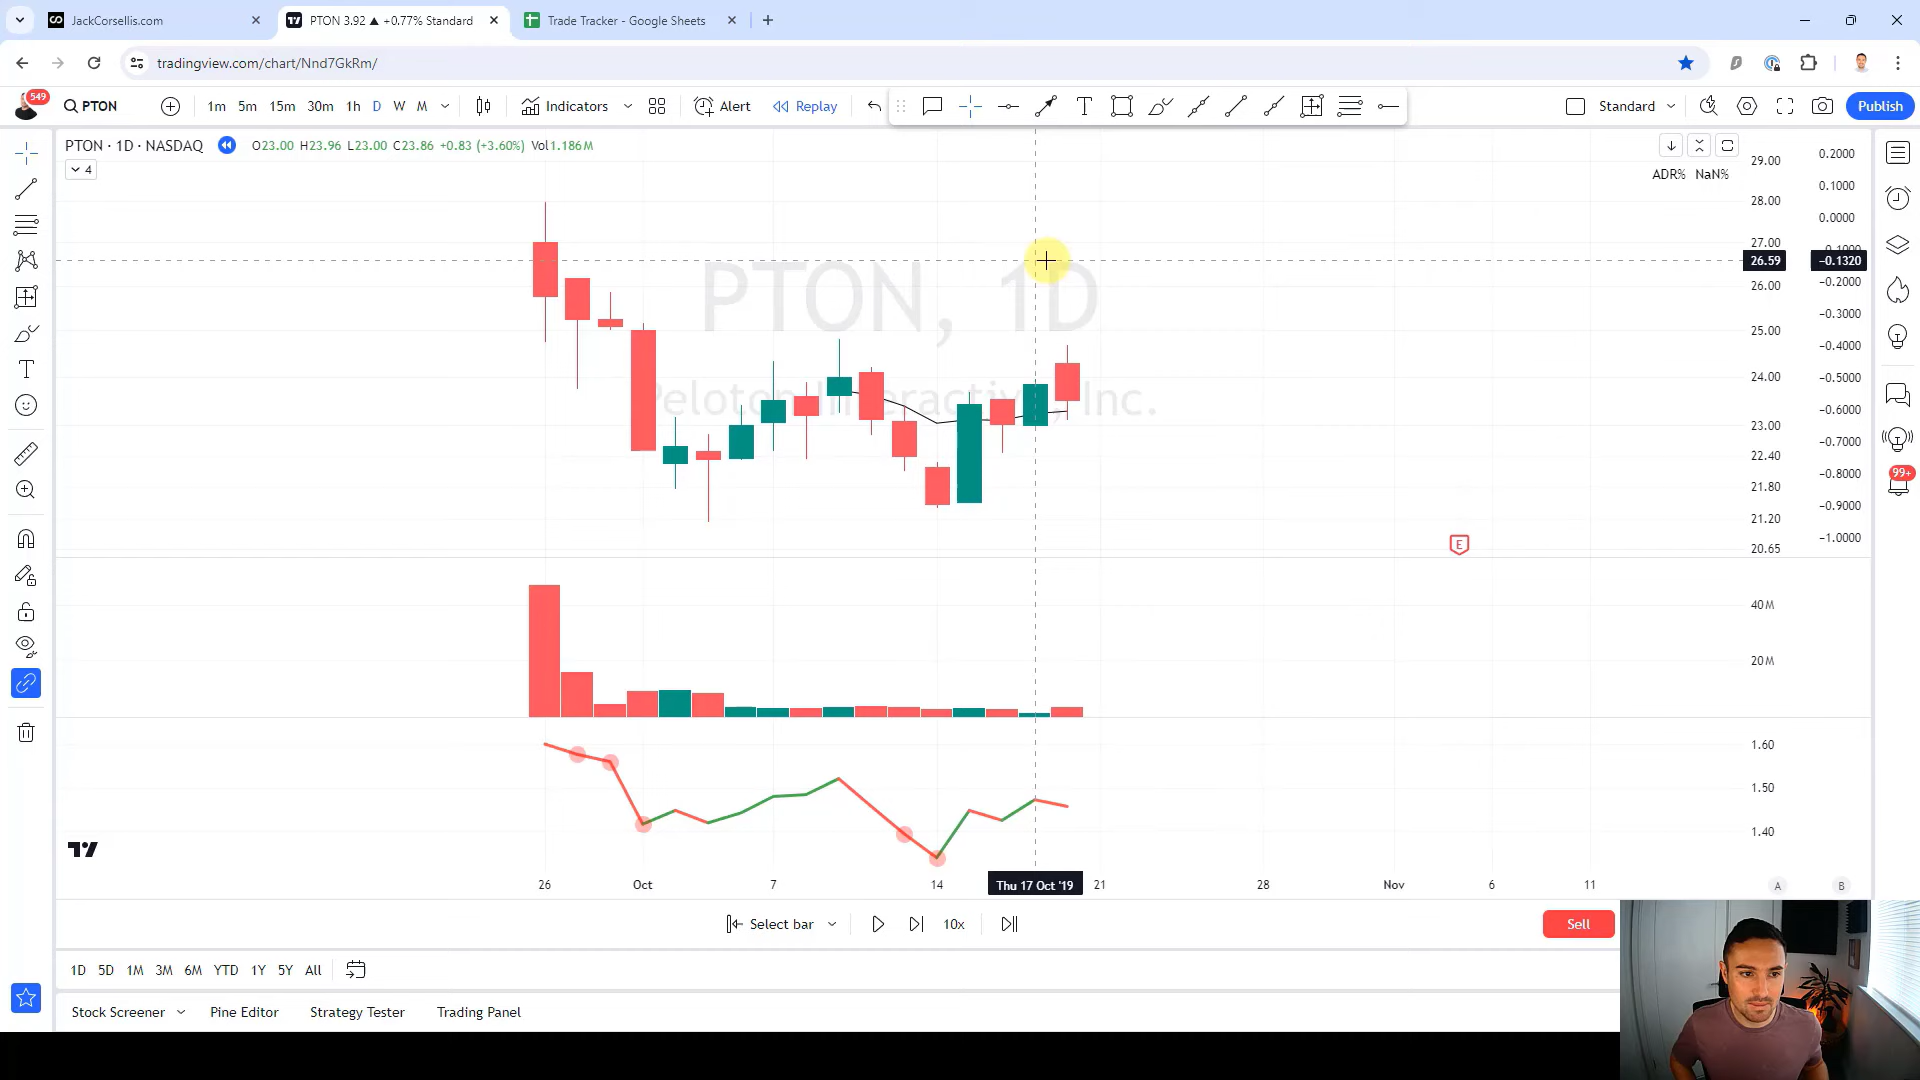 JackCorsellis.com
PTON 3.92 ▲ +0.77% Standard
Trade Tracker - Google Sheets
tradingview.com/chart/Nnd7GkRm/
549
PTON
1m 5m 15m 30m 1h D W M
Indicators
Alert
Replay
Standard
Publish
PTON · 1D · NASDAQ O23.00 H23.96 L23.00 C23.86 +0.83 (+3.60%) Vol1.186M
4
ADR% NaN%
PTON, 1D
Peloton Interactive, Inc.
29.00
28.00
27.00
26.59
26.00
25.00
24.00
23.00
22.40
21.80
21.20
20.65
0.2000
0.1000
0.0000
−0.1320
−0.2000
−0.3000
−0.4000
−0.5000
−0.6000
−0.7000
−0.8000
−0.9000
−1.0000
E
40M
20M
1.60
1.50
1.40
99+
26 Oct 7 14 Thu 17 Oct '19 21 28 Nov 6 11
A B
Select bar
10x
Sell
1D 5D 1M 3M 6M YTD 1Y 5Y All
Stock Screener Pine Editor Strategy Tester Trading Panel